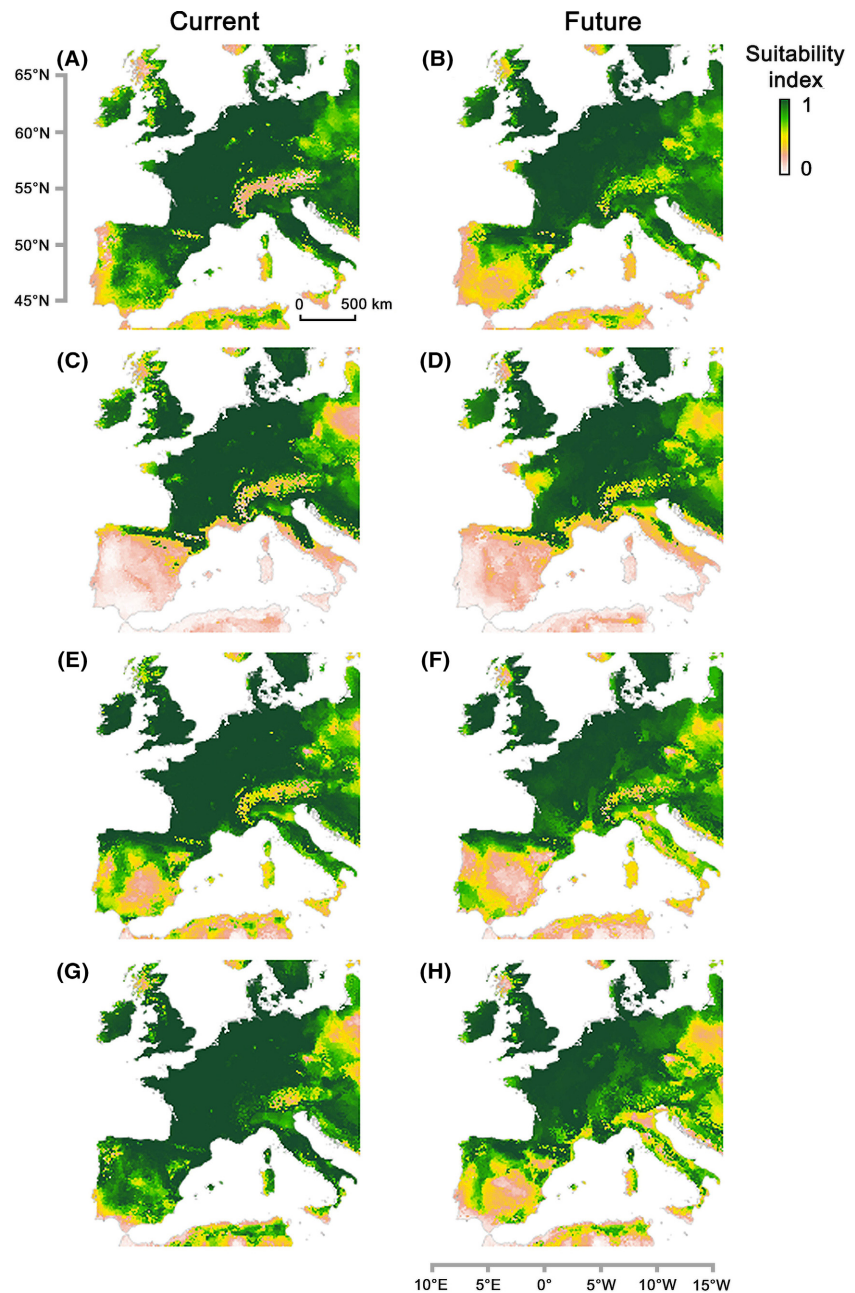 Current
Future
(A)
(B)
Suitability
index
1
0
65°N
60°N
55°N
50°N
45°N
0 500 km
(C)
(D)
(E)
(F)
(G)
(H)
10°E 5°E 0° 5°W 10°W 15°W